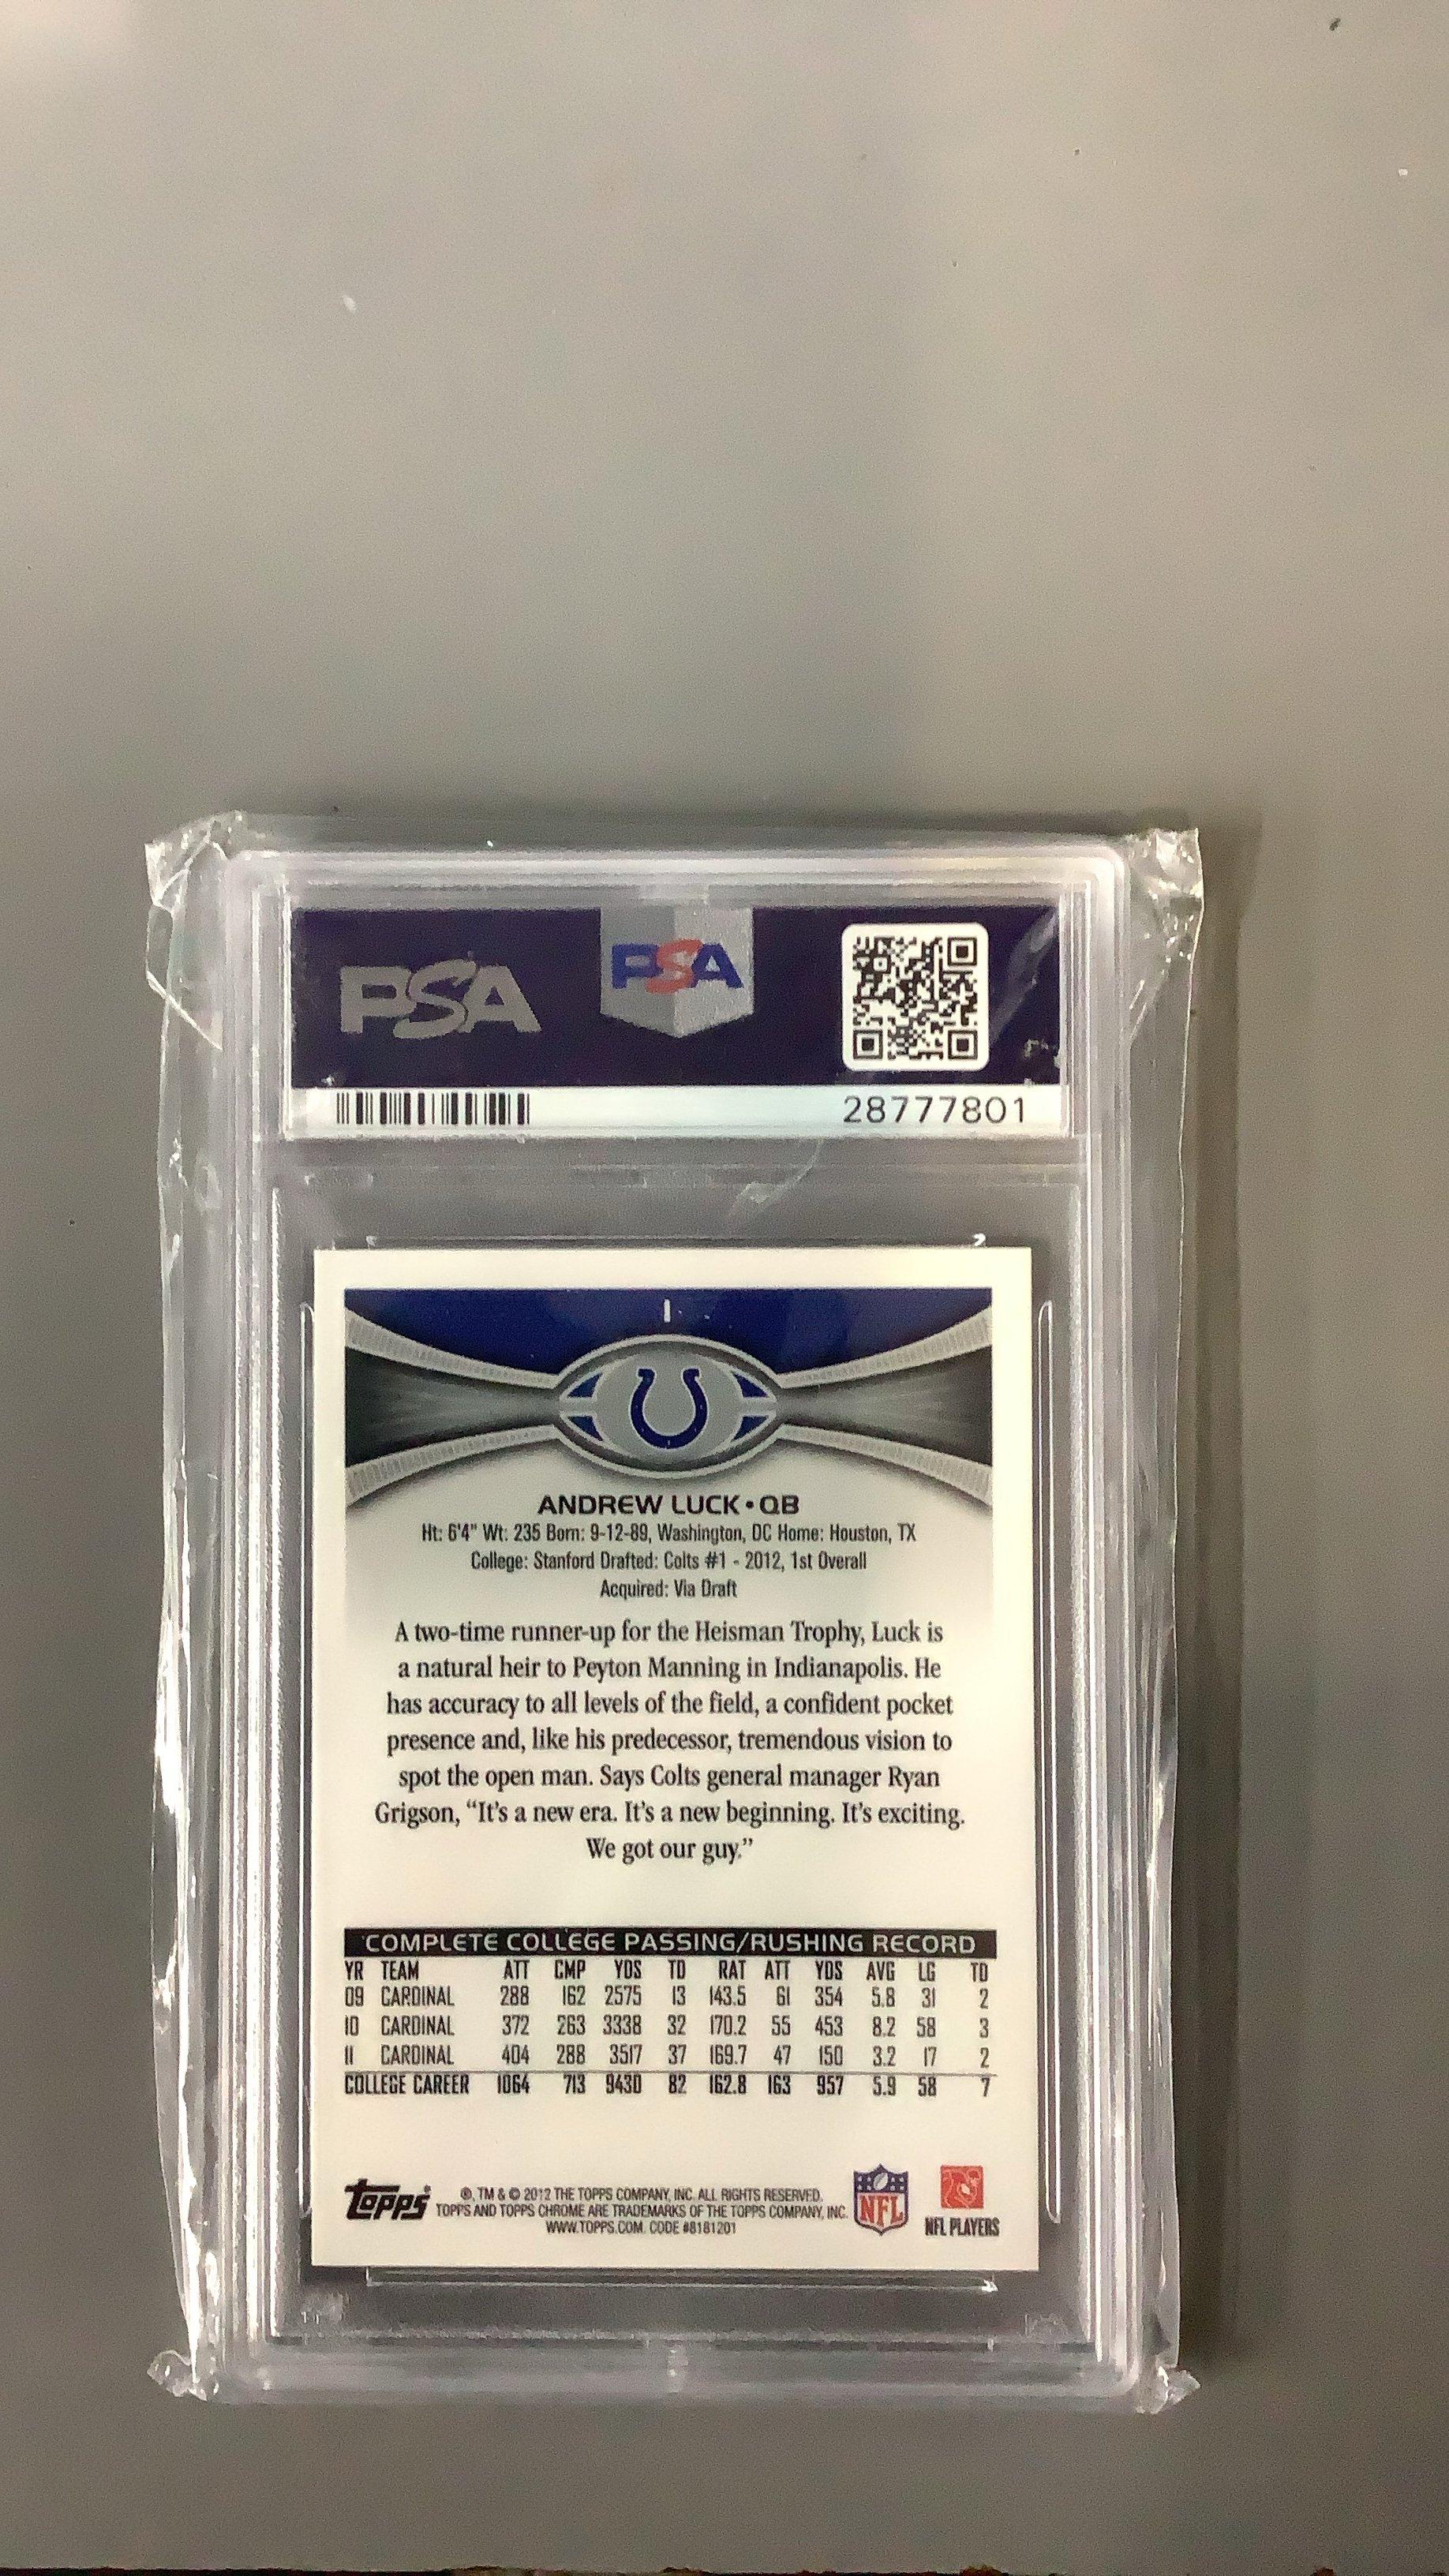 PSA PSA
28777801
1
ANDREW LUCK • QB
Ht: 6'4" Wt: 235 Born: 9-12-89, Washington, DC Home: Houston, TX
College: Stanford Drafted: Colts #1 - 2012, 1st Overall
Acquired: Via Draft
A two-time runner-up for the Heisman Trophy, Luck is
a natural heir to Peyton Manning in Indianapolis. He
has accuracy to all levels of the field, a confident pocket
presence and, like his predecessor, tremendous vision to
spot the open man. Says Colts general manager Ryan
Grigson, “It's a new era. It's a new beginning. It's exciting.
We got our guy.”
COMPLETE COLLEGE PASSING/RUSHING RECORD
YR TEAM ATT CMP YDS TD RAT ATT YDS AVG LG TD
09 CARDINAL 288 162 2575 13 143.5 61 354 5.8 31 2
10 CARDINAL 372 263 3338 32 170.2 55 453 8.2 58 3
11 CARDINAL 404 288 3517 37 169.7 47 150 3.2 17 2
COLLEGE CAREER 1064 713 9430 82 162.8 163 957 5.9 58 7
topps
®, TM & © 2012 THE TOPPS COMPANY, INC. ALL RIGHTS RESERVED.
TOPPS AND TOPPS CHROME ARE TRADEMARKS OF THE TOPPS COMPANY, INC.
WWW.TOPPS.COM. CODE #8181201
NFL
NFL PLAYERS